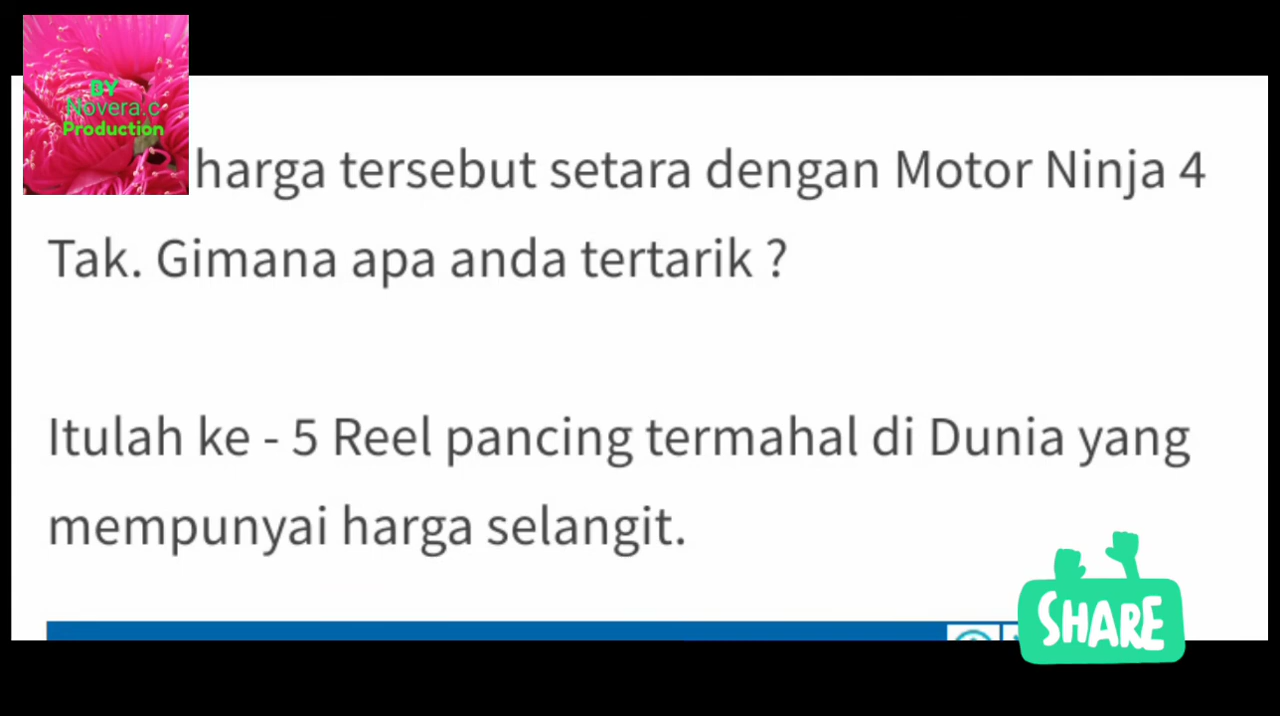 BY
Novera.c
Production
harga tersebut setara dengan Motor Ninja 4
Tak. Gimana apa anda tertarik ?
Itulah ke - 5 Reel pancing termahal di Dunia yang
mempunyai harga selangit.
SHARE